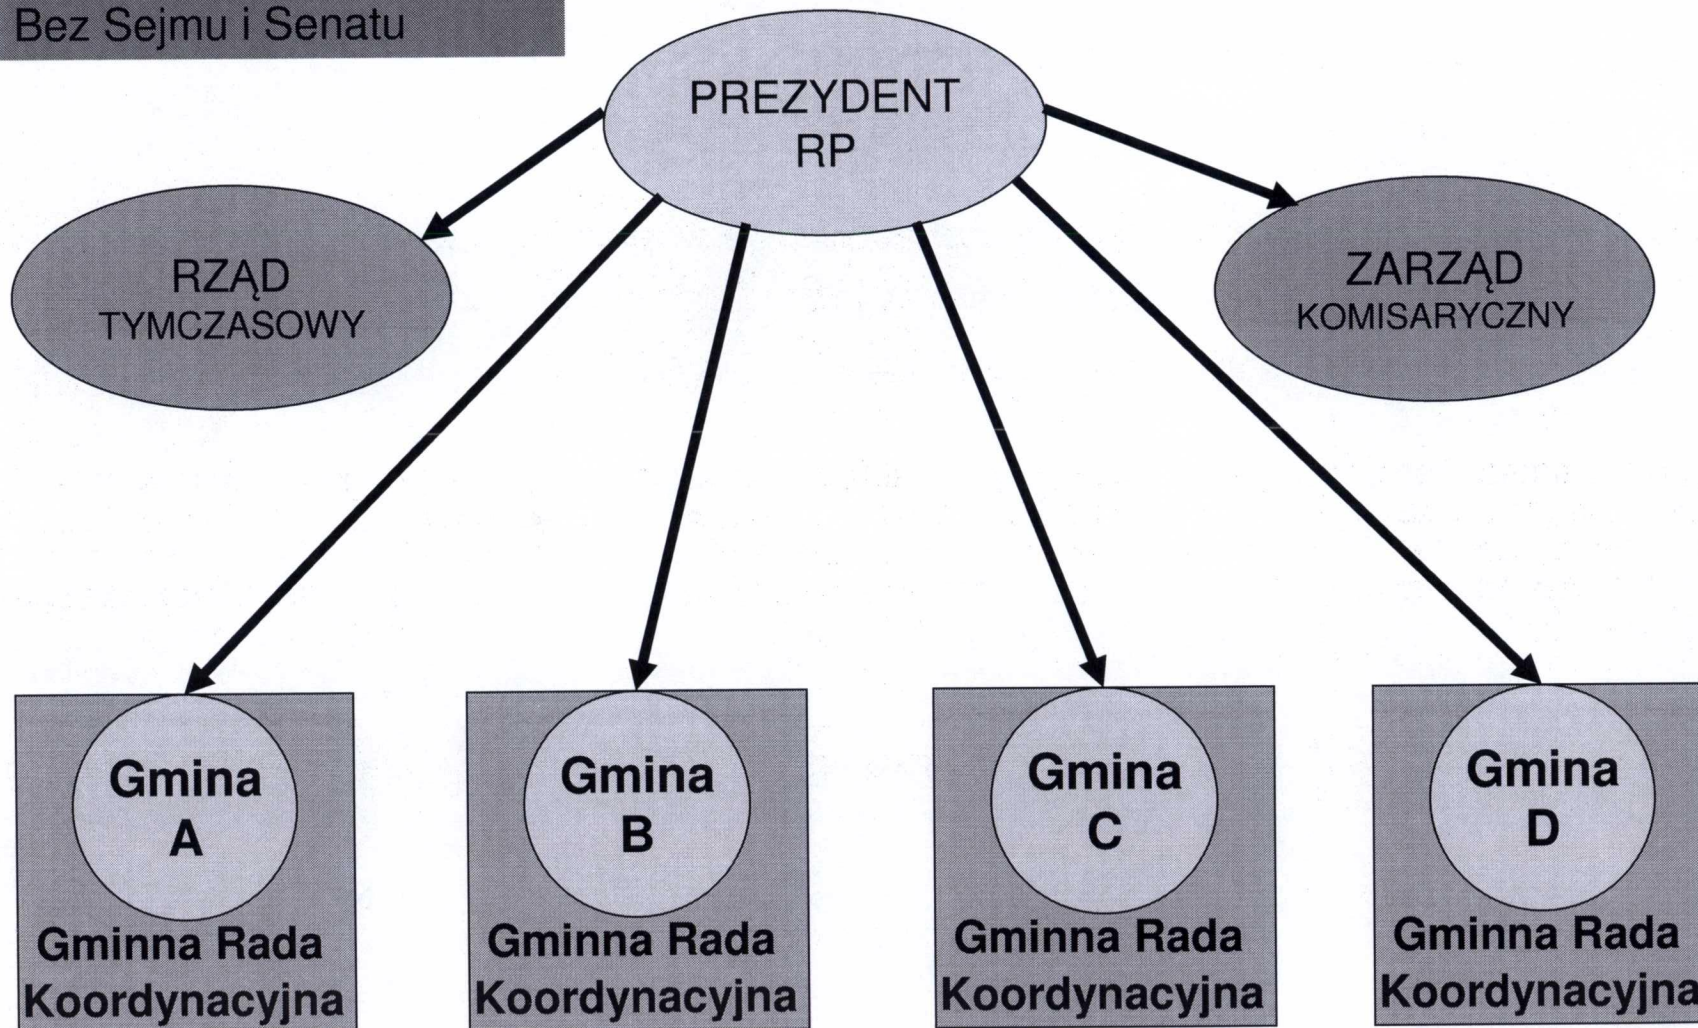 Bez Sejmu i Senatu
PREZYDENT
RP
RZĄD
TYMCZASOWY
ZARZĄD
KOMISARYCZNY
Gmina
A
Gminna Rada
Koordynacyjna
Gmina
B
Gminna Rada
Koordynacyjna
Gmina
C
Gminna Rada
Koordynacyjna
Gmina
D
Gminna Rada
Koordynacyjna